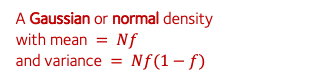 A Gaussian or normal density
with mean = Nf
and variance = Nf(1 − f)